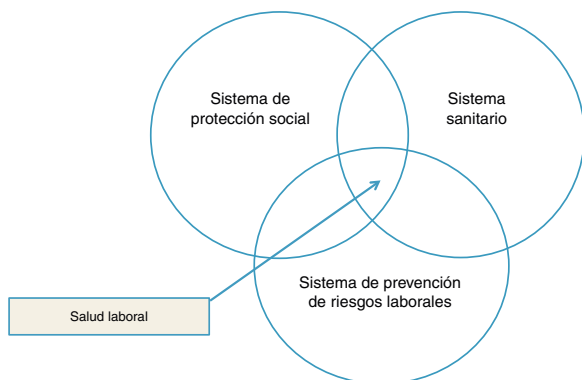 Sistema de
protección social
Sistema
sanitario
Sistema de prevención
de riesgos laborales
Salud laboral